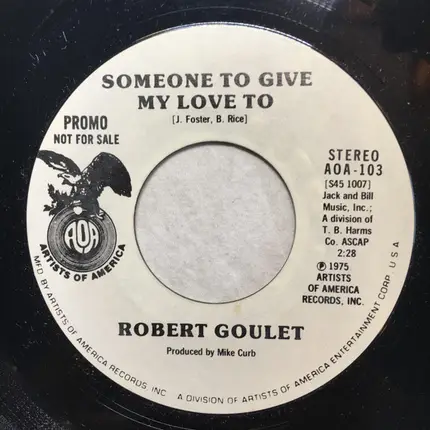 SOMEONE TO GIVE
MY LOVE TO
[J. Foster, B. Rice]
PROMO
NOT FOR SALE
STEREO
AOA-103
[S45 1007]
Jack and Bill
Music, Inc.;
A division of
T. B. Harms
Co. ASCAP
2:28
℗ 1975
ARTISTS
OF AMERICA
RECORDS, INC.
AOA
ARTISTS OF AMERICA
ROBERT GOULET
Produced by Mike Curb
MFD BY ARTISTS OF AMERICA RECORDS INC A DIVISION OF ARTISTS OF AMERICA ENTERTAINMENT CORP. U.S.A.